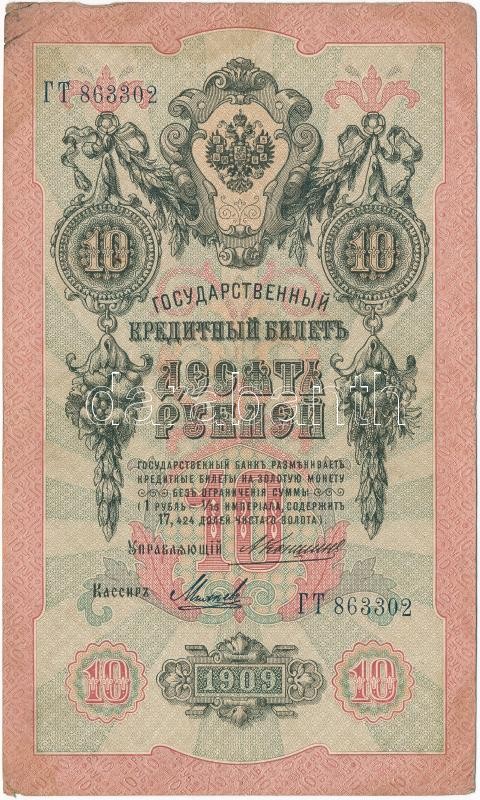 ГТ 863302
10 10
ГОСУДАРСТВЕННЫЙ
КРЕДИТНЫЙ БИЛЕТЪ
ДЕСЯТЬ
darabanth
РУБЛЕЙ
ГОСУДАРСТВЕННЫЙ БАНКЪ РАЗМѢНИВАЕТЪ
КРЕДИТНЫЕ БИЛЕТЫ НА ЗОЛОТУЮ МОНЕТУ
БЕЗЪ ОГРАНИЧЕНІЯ СУММЫ
(1 РУБЛЬ = 1/15 ИМПЕРІАЛА, СОДЕРЖИТЪ
17,424 ДОЛЕЙ ЧИСТАГО ЗОЛОТА)
10
УПРАВЛЯЮЩІЙ
Кассиръ
ГТ 863302
10 1909 10